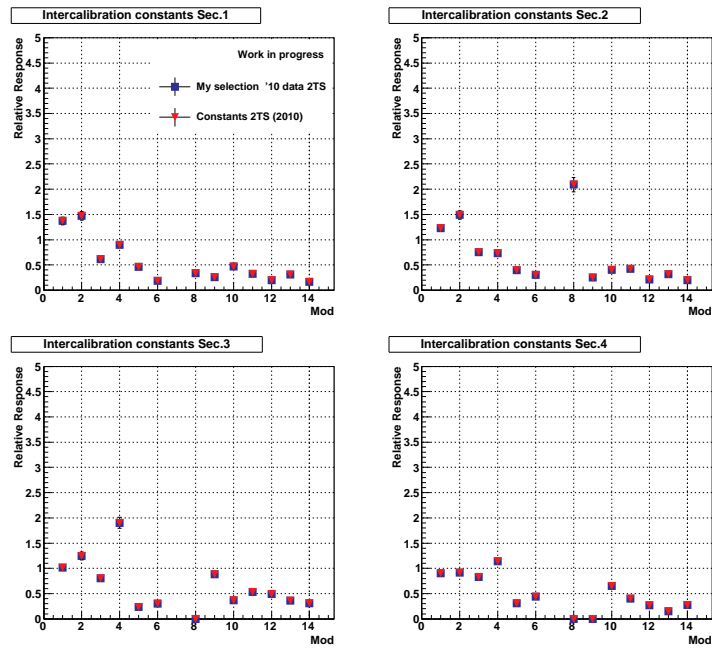 Intercalibration constants Sec.1
Relative Response
5
4.5
4
3.5
3
2.5
2
1.5
1
0.5
0
Work in progress
My selection '10 data 2TS
Constants 2TS (2010)
0 2 4 6 8 10 12 14
Mod
Intercalibration constants Sec.2
Relative Response
5
4.5
4
3.5
3
2.5
2
1.5
1
0.5
0
0 2 4 6 8 10 12 14
Mod
Intercalibration constants Sec.3
Relative Response
5
4.5
4
3.5
3
2.5
2
1.5
1
0.5
0
0 2 4 6 8 10 12 14
Mod
Intercalibration constants Sec.4
Relative Response
5
4.5
4
3.5
3
2.5
2
1.5
1
0.5
0
0 2 4 6 8 10 12 14
Mod